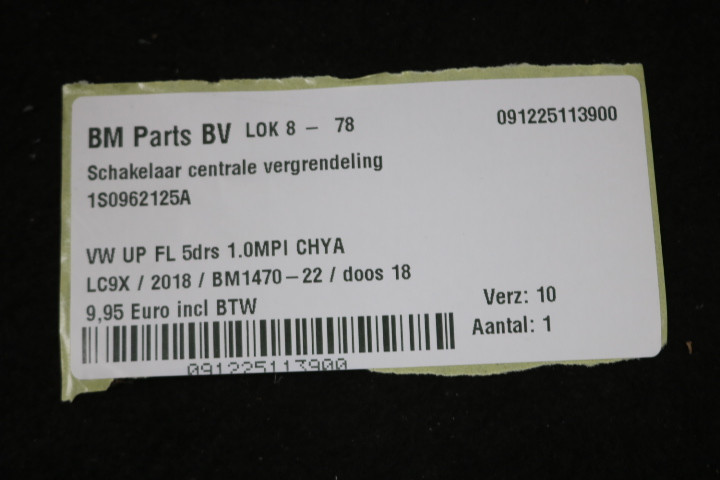 BM Parts BV LOK 8 - 78 091225113900
Schakelaar centrale vergrendeling
1S0962125A
VW UP FL 5drs 1.0MPI CHYA
LC9X / 2018 / BM1470-22 / doos 18
9,95 Euro incl BTW Verz: 10
Aantal: 1
091225113900